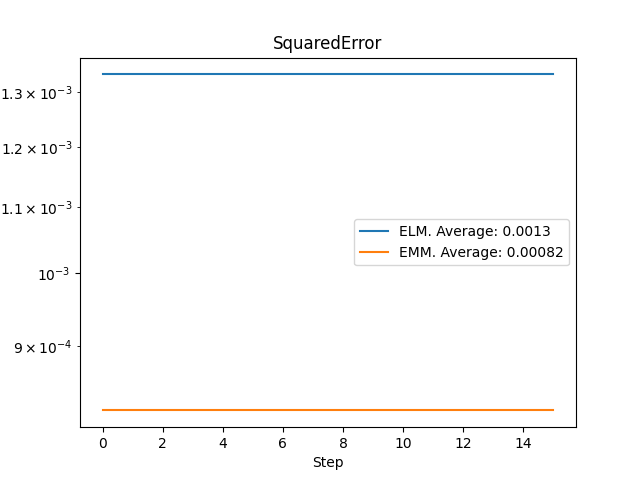 SquaredError
1.3 × 10⁻³
1.2 × 10⁻³
1.1 × 10⁻³
10⁻³
9 × 10⁻⁴
ELM. Average: 0.0013
EMM. Average: 0.00082
0 2 4 6 8 10 12 14
Step